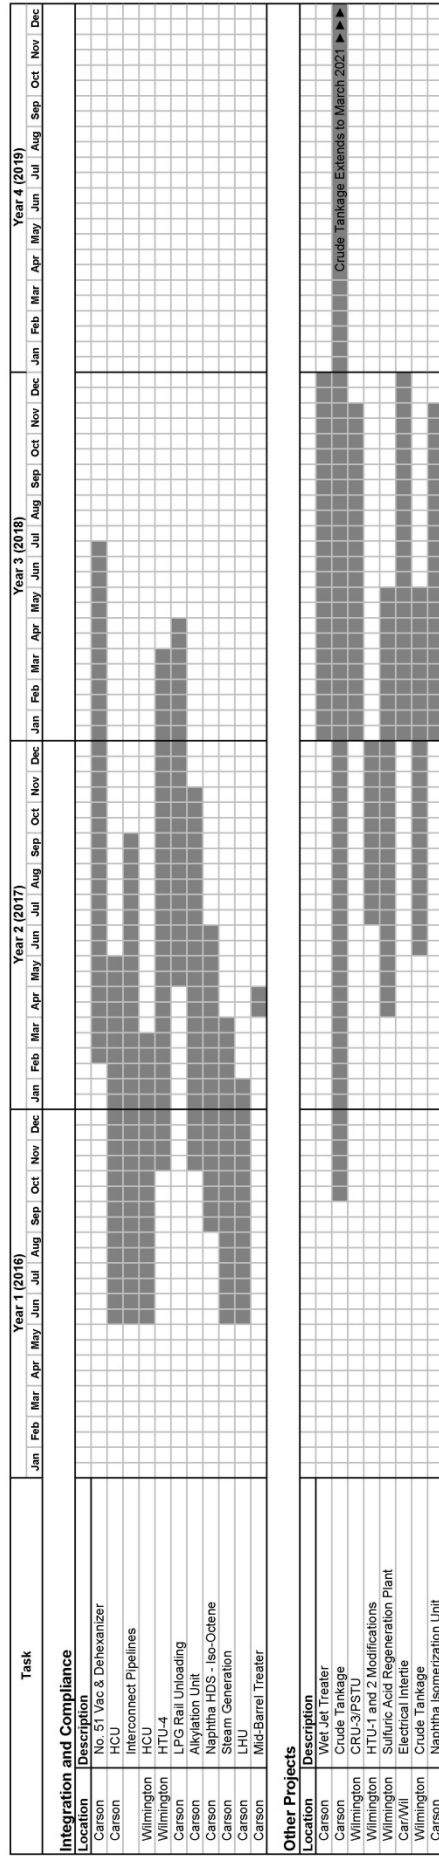 Task
Year 1 (2016) Year 2 (2017) Year 3 (2018) Year 4 (2019)
Jan Feb Mar Apr May Jun Jul Aug Sep Oct Nov Dec Jan Feb Mar Apr May Jun Jul Aug Sep Oct Nov Dec Jan Feb Mar Apr May Jun Jul Aug Sep Oct Nov Dec Jan Feb Mar Apr May Jun Jul Aug Sep Oct Nov Dec
Integration and Compliance
Location Description
Carson No. 51 Vac & Dehexanizer
Carson HCU
Interconnect Pipelines
Wilmington HCU
Wilmington HTU-4
Carson LPG Rail Unloading
Carson Alkylation Unit
Carson Naphtha HDS - Iso-Octene
Carson Steam Generation
Carson LHU
Carson Mid-Barrel Treater
Other Projects
Location Description
Carson Wet Jet Treater
Carson Crude Tankage Crude Tankage Extends to March 2021 ►►►
Wilmington CRU-3/PSTU
Wilmington HTU-1 and 2 Modifications
Wilmington Sulfuric Acid Regeneration Plant
Car/Wil Electrical Intertie
Wilmington Crude Tankage
Carson Naphtha Isomerization Unit